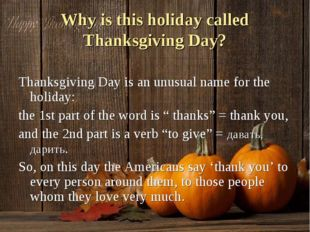 Why is this holiday called
Thanksgiving Day?
Thanksgiving Day is an unusual name for the
holiday:
the 1st part of the word is “ thanks” = thank you,
and the 2nd part is a verb “to give” = давать,
дарить.
So, on this day the Americans say ‘thank you’ to
every person around them, to those people
whom they love very much.